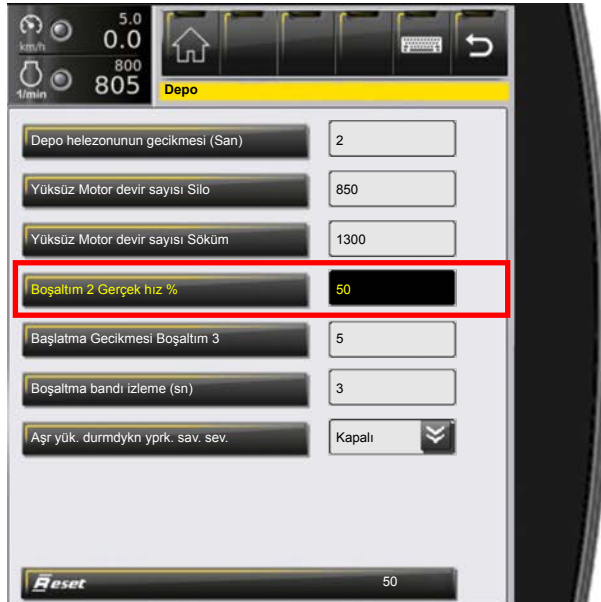 5.0
km/h 0.0
800
1/min 805
Depo
Depo helezonunun gecikmesi (San) 2
Yüksüz Motor devir sayısı Silo 850
Yüksüz Motor devir sayısı Söküm 1300
Boşaltım 2 Gerçek hız % 50
Başlatma Gecikmesi Boşaltım 3 5
Boşaltma bandı izleme (sn) 3
Aşr yük. durmdykn yprk. sav. sev. Kapalı
Reset 50